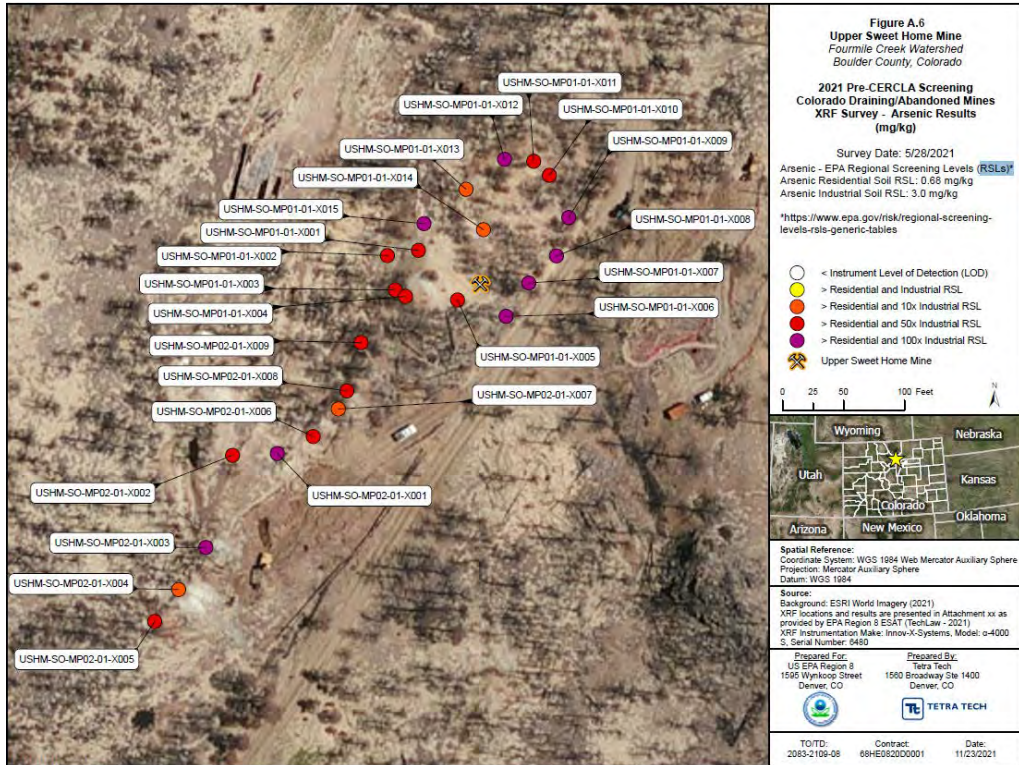 USHM-SO-MP01-01-X011
USHM-SO-MP01-01-X012
USHM-SO-MP01-01-X010
USHM-SO-MP01-01-X009
USHM-SO-MP01-01-X013
USHM-SO-MP01-01-X014
USHM-SO-MP01-01-X015
USHM-SO-MP01-01-X008
USHM-SO-MP01-01-X001
USHM-SO-MP01-01-X002
USHM-SO-MP01-01-X007
USHM-SO-MP01-01-X003
USHM-SO-MP01-01-X004
USHM-SO-MP01-01-X006
USHM-SO-MP02-01-X009
USHM-SO-MP01-01-X005
USHM-SO-MP02-01-X008
USHM-SO-MP02-01-X007
USHM-SO-MP02-01-X006
USHM-SO-MP02-01-X002
USHM-SO-MP02-01-X001
USHM-SO-MP02-01-X003
USHM-SO-MP02-01-X004
USHM-SO-MP02-01-X005
Figure A.6
Upper Sweet Home Mine
Fourmile Creek Watershed
Boulder County, Colorado
2021 Pre-CERCLA Screening
Colorado Draining/Abandoned Mines
XRF Survey - Arsenic Results
(mg/kg)
Survey Date: 5/28/2021
Arsenic - EPA Regional Screening Levels (RSLs)*
Arsenic Residential Soil RSL: 0.68 mg/kg
Arsenic Industrial Soil RSL: 3.0 mg/kg
*https://www.epa.gov/risk/regional-screening-
levels-rsls-generic-tables
< Instrument Level of Detection (LOD)
> Residential and Industrial RSL
> Residential and 10x Industrial RSL
> Residential and 50x Industrial RSL
> Residential and 100x Industrial RSL
Upper Sweet Home Mine
0 25 50 100 Feet
N
Wyoming
Nebraska
Utah
Kansas
Colorado
Oklahoma
Arizona
New Mexico
Spatial Reference:
Coordinate System: WGS 1984 Web Mercator Auxiliary Sphere
Projection: Mercator Auxiliary Sphere
Datum: WGS 1984
Source:
Background: ESRI World Imagery (2021)
XRF locations and results are presented in Attachment xx as
provided by EPA Region 8 ESAT (TechLaw - 2021)
XRF Instrumentation Make: Innov-X-Systems, Model: α-4000
S, Serial Number: 6480
Prepared For:
US EPA Region 8
1595 Wynkoop Street
Denver, CO
Prepared By:
Tetra Tech
1560 Broadway Ste 1400
Denver, CO
Tt TETRA TECH
TO/TD:
2083-2109-08
Contract:
68HE0820D0001
Date:
11/23/2021